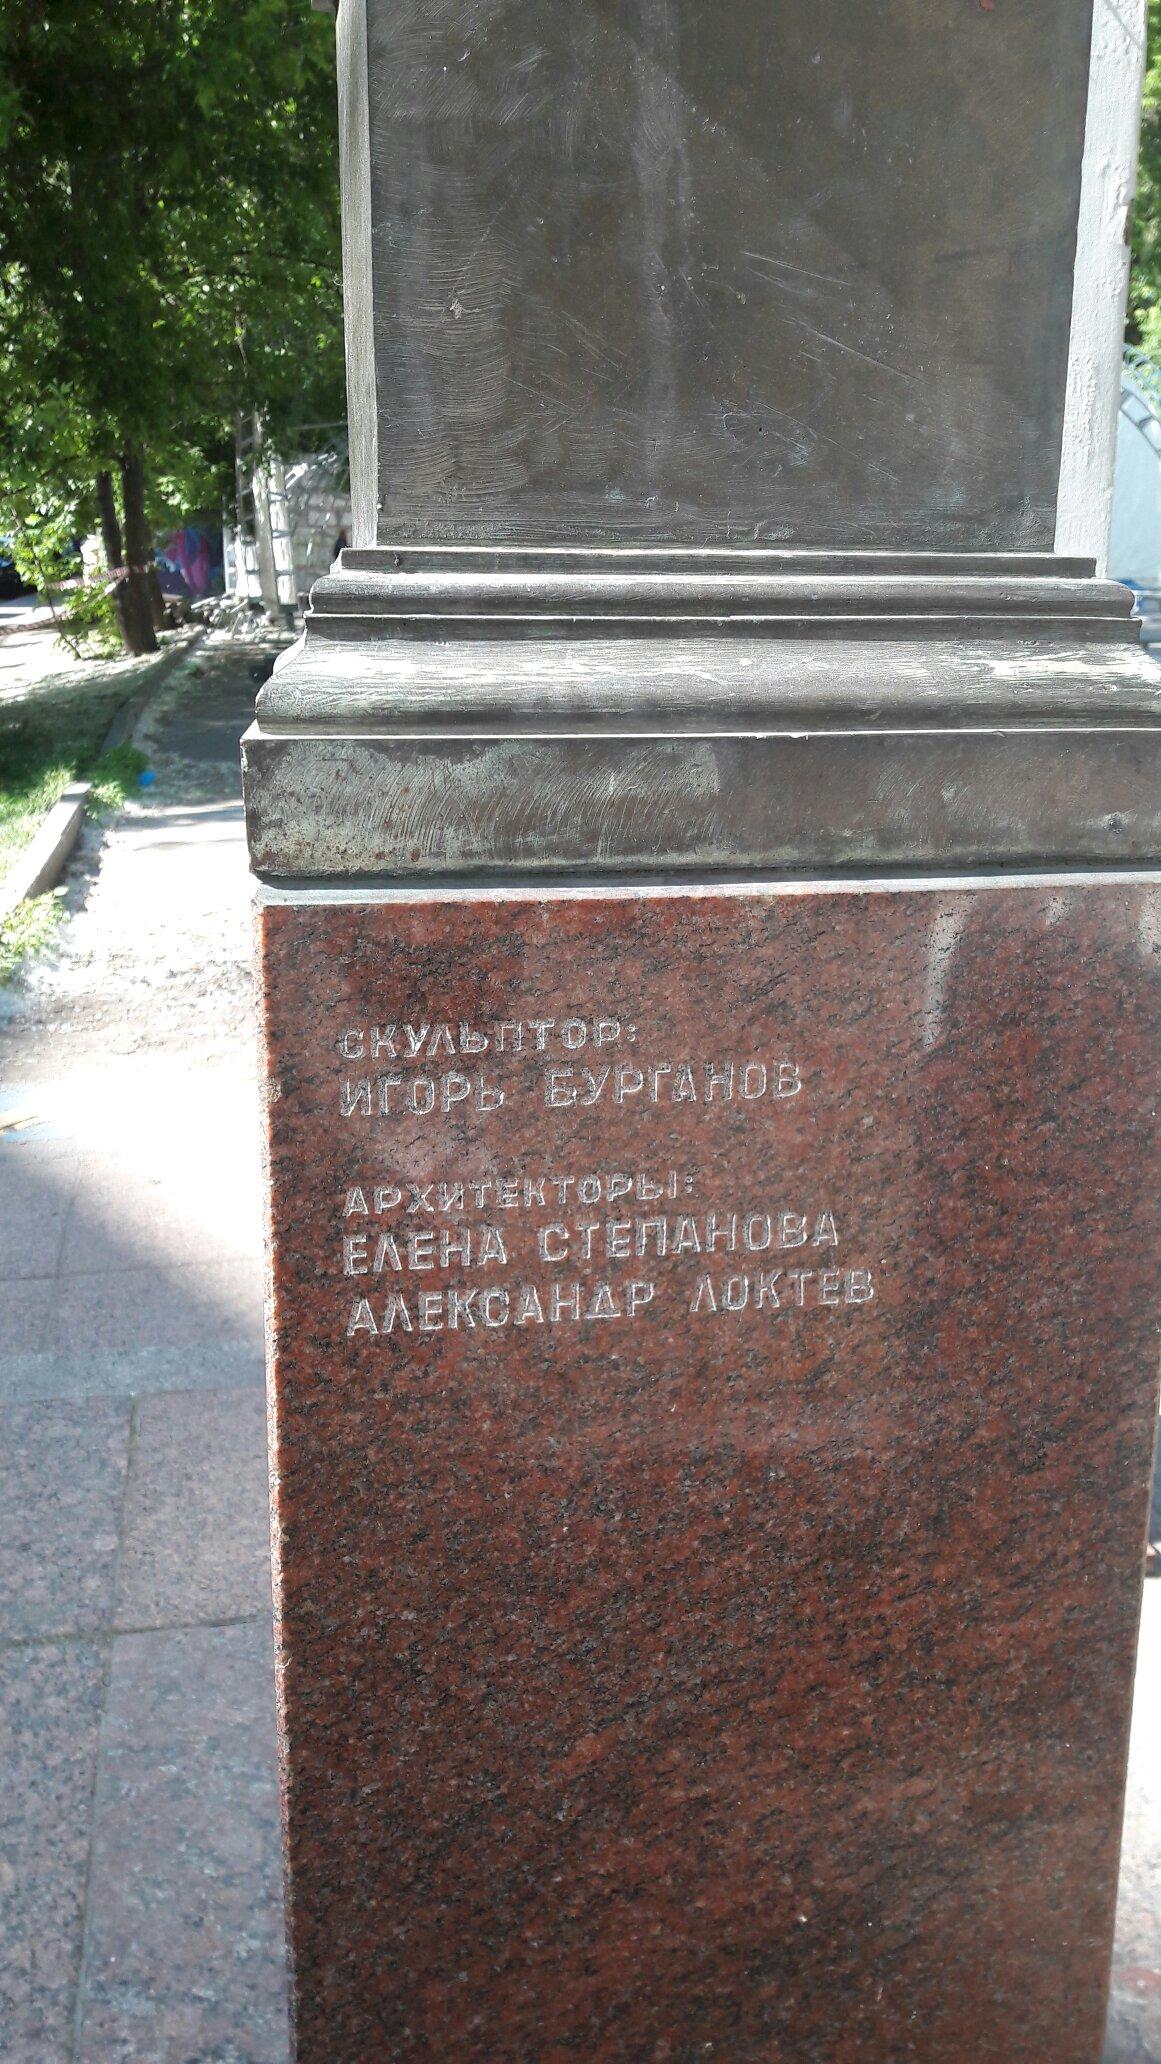 СКУЛЬПТОР:
ИГОРЬ БУРГАНОВ
АРХИТЕКТОРЫ:
ЕЛЕНА СТЕПАНОВА
АЛЕКСАНДР ЛОКТЕВ